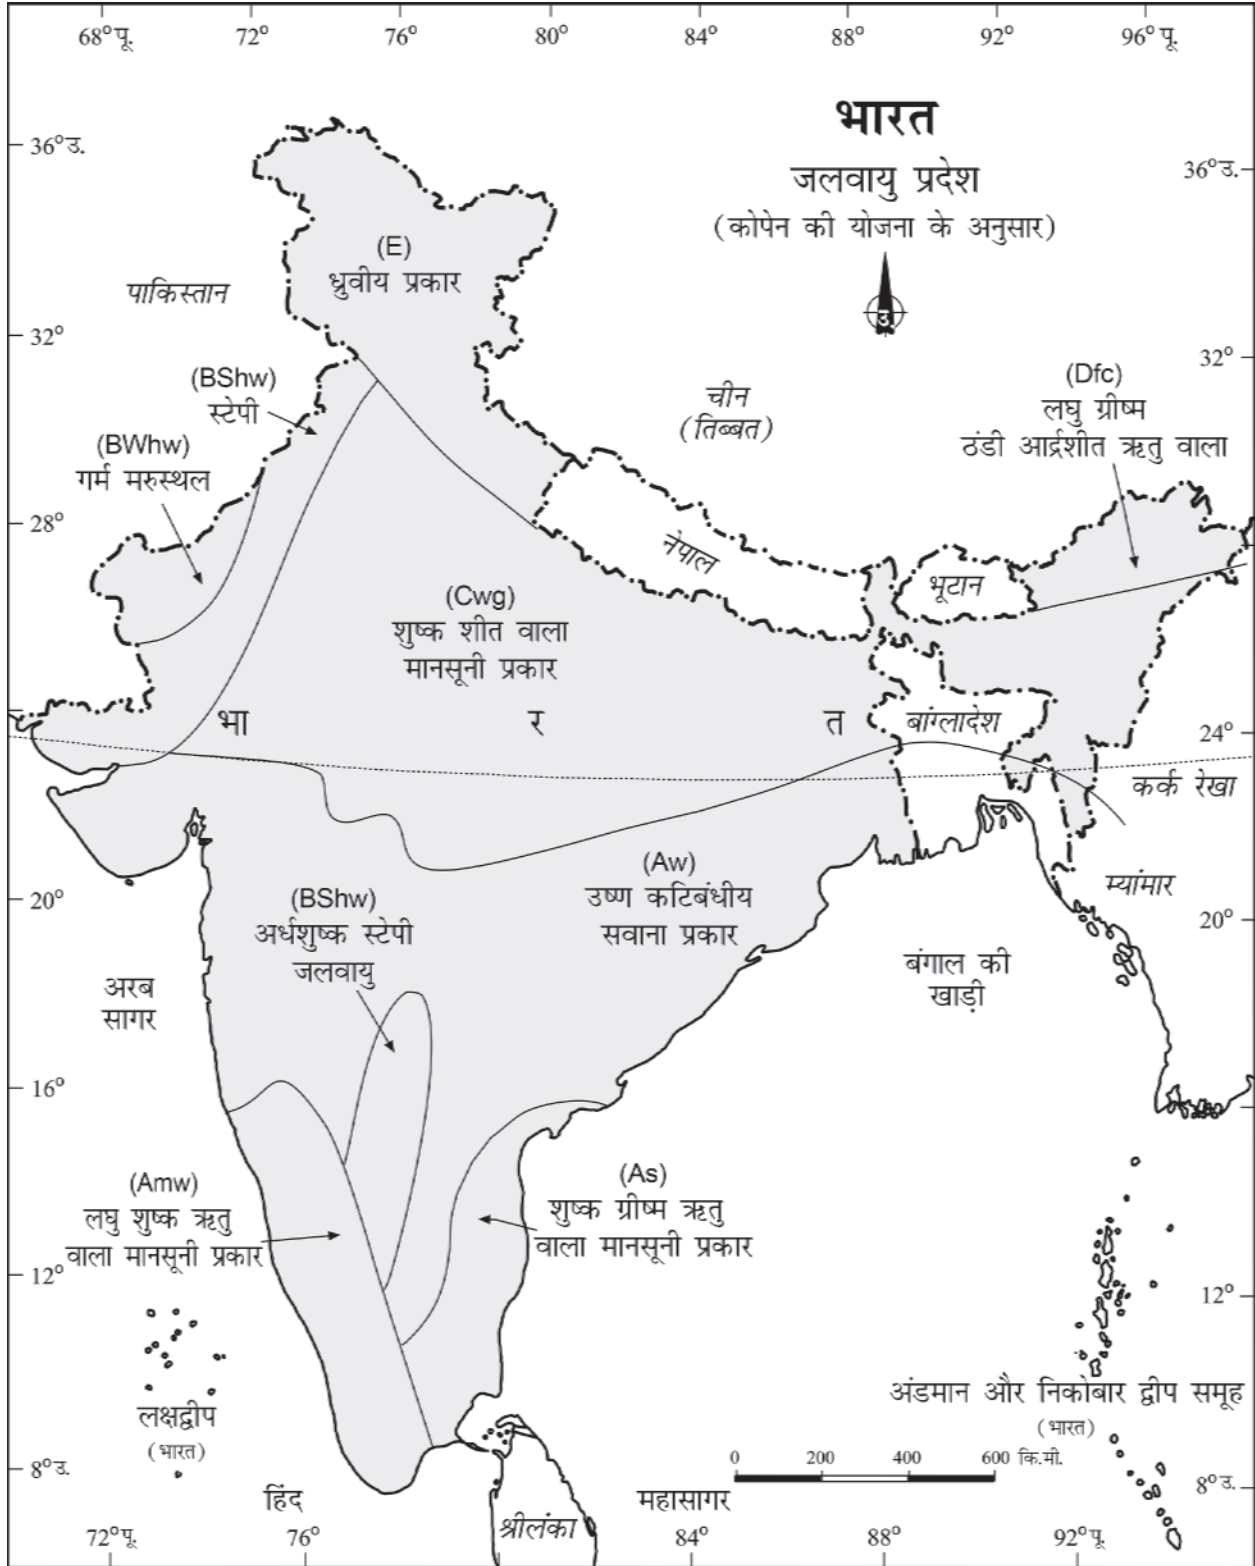 68° पू.
72°
76°
80°
84°
88°
92°
96° पू.
भारत
जलवायु प्रदेश
(कोपेन की योजना के अनुसार)
36° उ.
36° उ.
(E)
ध्रुवीय प्रकार
पाकिस्तान
उ
32°
32°
(BShw)
स्टेपी
(Dfc)
लघु ग्रीष्म
ठंडी आर्द्रशीत ऋतु वाला
चीन
(तिब्बत)
(BWhw)
गर्म मरुस्थल
28°
28°
नेपाल
भूटान
(Cwg)
शुष्क शीत वाला
मानसूनी प्रकार
भा र त
बांग्लादेश
24°
कर्क रेखा
(Aw)
उष्ण कटिबंधीय
सवाना प्रकार
म्यांमार
20°
20°
(BShw)
अर्धशुष्क स्टेपी
जलवायु
बंगाल की
खाड़ी
अरब
सागर
16°
(Amw)
लघु शुष्क ऋतु
वाला मानसूनी प्रकार
(As)
शुष्क ग्रीष्म ऋतु
वाला मानसूनी प्रकार
12°
12°
लक्षद्वीप
(भारत)
अंडमान और निकोबार द्वीप समूह
(भारत)
0 200 400 600 कि.मी.
8° उ.
8° उ.
हिंद
महासागर
श्रीलंका
72° पू.
76°
84°
88°
92° पू.